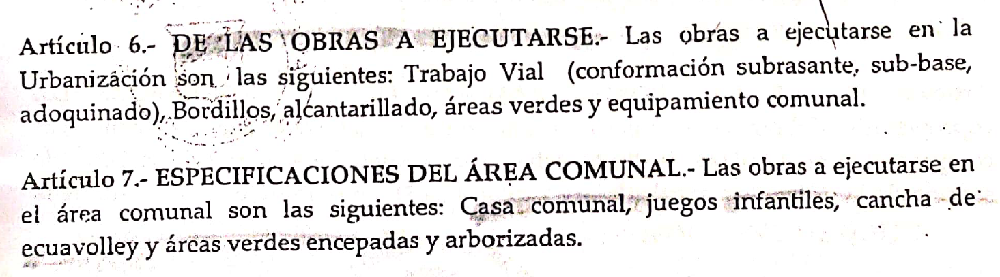 Artículo 6.- DE LAS OBRAS A EJECUTARSE.- Las obras a ejecutarse en la
Urbanización son las siguientes: Trabajo Vial (conformación subrasante, sub-base,
adoquinado), Bordillos, alcantarillado, áreas verdes y equipamiento comunal.
Artículo 7.- ESPECIFICACIONES DEL ÁREA COMUNAL.- Las obras a ejecutarse en
el área comunal son las siguientes: Casa comunal, juegos infantiles, cancha de
ecuavolley y áreas verdes encepadas y arborizadas.